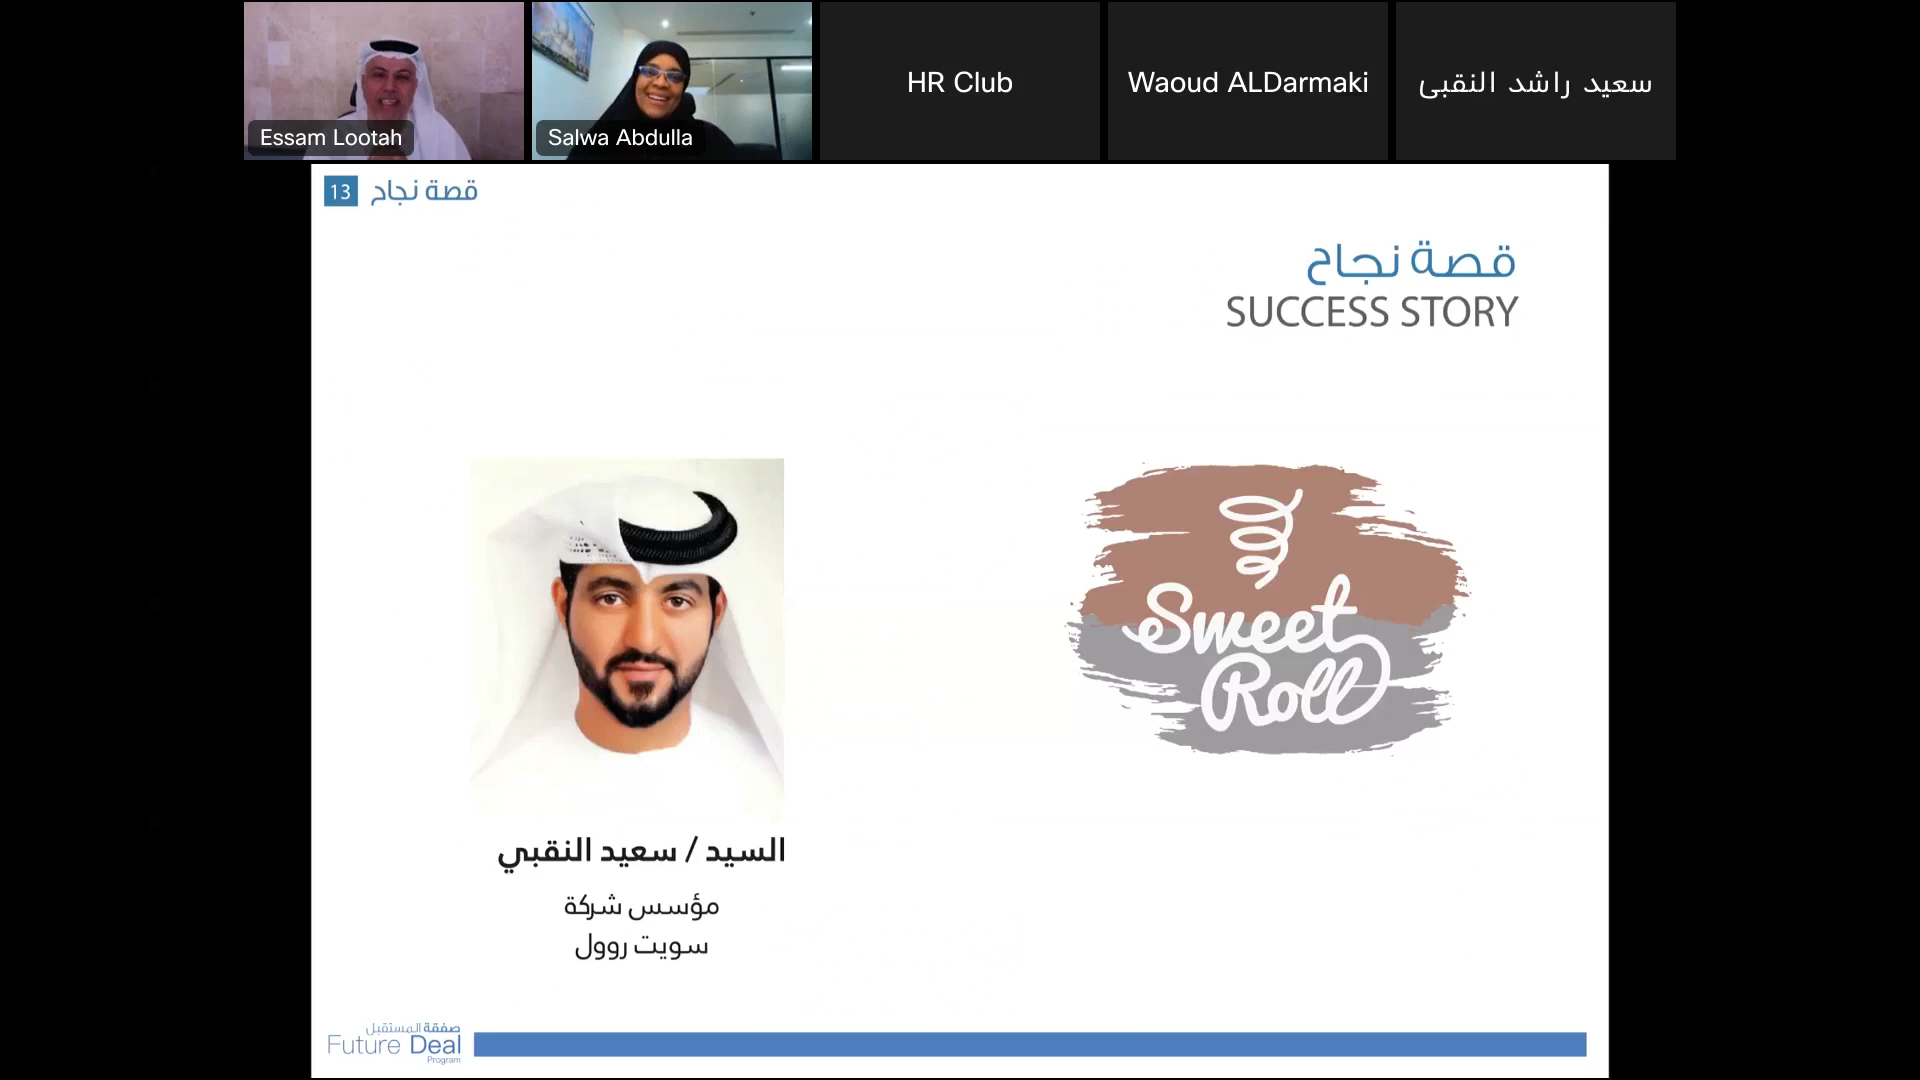 Essam Lootah
Salwa Abdulla
HR Club
Waoud ALDarmaki
سعيد راشد النقبى
13 قصة نجاح
قصة نجاح
SUCCESS STORY
Sweet
Roll
السيد / سعيد النقبي
مؤسس شركة
سويت روول
صفقة المستقبل
Future Deal
Program